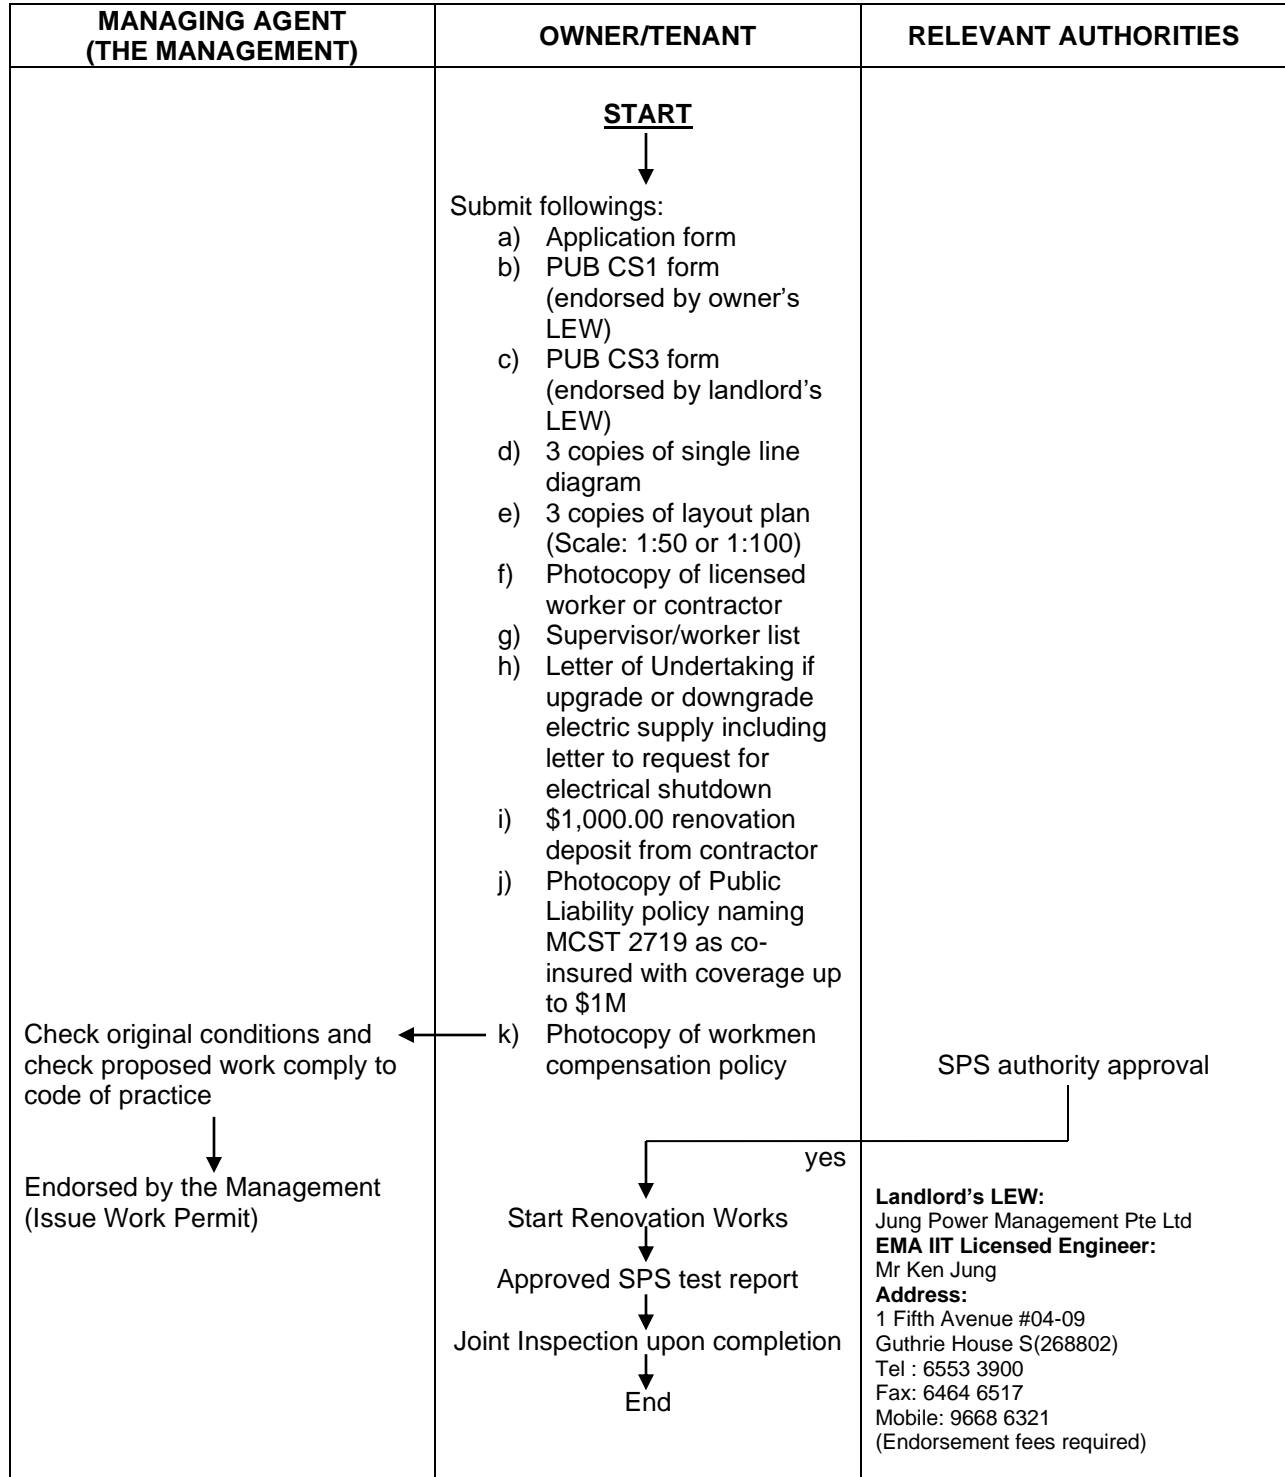 MANAGING AGENT
(THE MANAGEMENT)
OWNER/TENANT
RELEVANT AUTHORITIES
START
Submit followings:
a) Application form
b) PUB CS1 form
(endorsed by owner’s
LEW)
c) PUB CS3 form
(endorsed by landlord’s
LEW)
d) 3 copies of single line
diagram
e) 3 copies of layout plan
(Scale: 1:50 or 1:100)
f) Photocopy of licensed
worker or contractor
g) Supervisor/worker list
h) Letter of Undertaking if
upgrade or downgrade
electric supply including
letter to request for
electrical shutdown
i) $1,000.00 renovation
deposit from contractor
j) Photocopy of Public
Liability policy naming
MCST 2719 as co-
insured with coverage up
to $1M
k) Photocopy of workmen
compensation policy
Check original conditions and
check proposed work comply to
code of practice
Endorsed by the Management
(Issue Work Permit)
SPS authority approval
yes
Start Renovation Works
Approved SPS test report
Joint Inspection upon completion
End
Landlord’s LEW:
Jung Power Management Pte Ltd
EMA IIT Licensed Engineer:
Mr Ken Jung
Address:
1 Fifth Avenue #04-09
Guthrie House S(268802)
Tel : 6553 3900
Fax: 6464 6517
Mobile: 9668 6321
(Endorsement fees required)